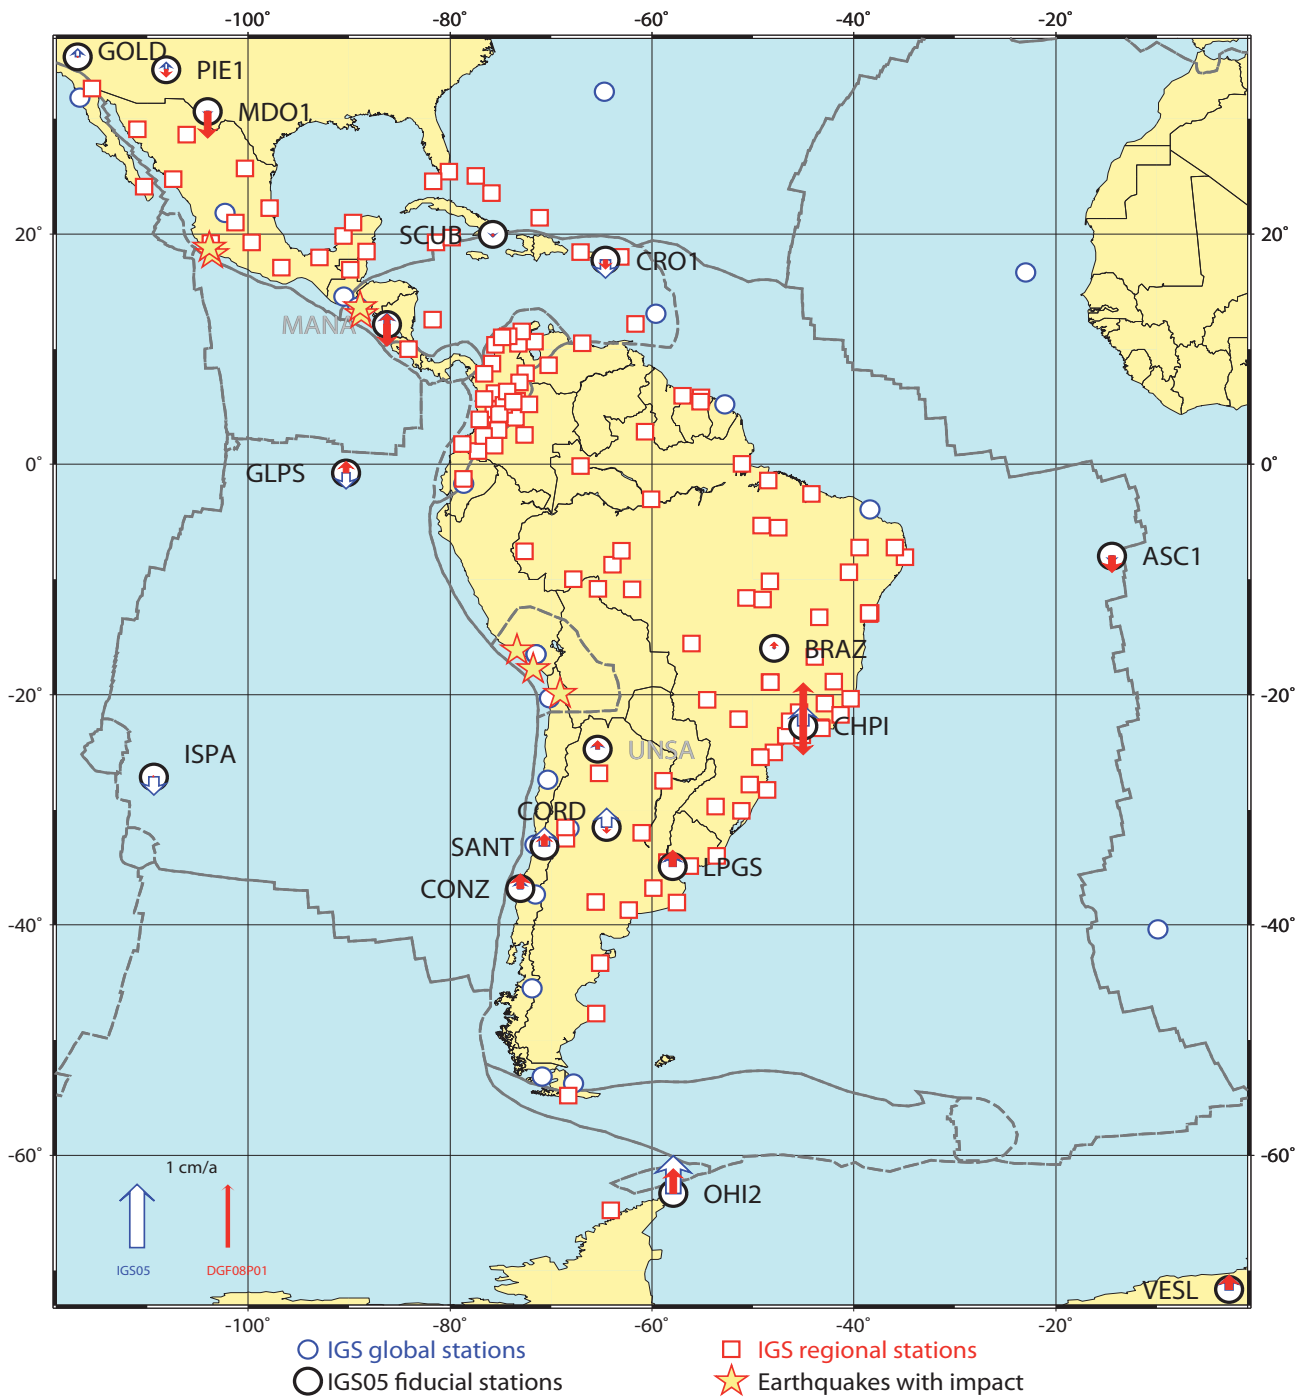 -100° -80° -60° -40° -20°
GOLD
PIE1
MDO1
20° 20°
SCUB
CRO1
MANA
0° 0°
GLPS
ASC1
BRAZ
-20° -20°
CHPI
ISPA
UNSA
CORD
SANT
LPGS
CONZ
-40° -40°
-60° -60°
1 cm/a
OHI2
IGS05 DGF08P01
VESL
-100° -80° -60° -40° -20°
IGS global stations IGS regional stations
IGS05 fiducial stations Earthquakes with impact